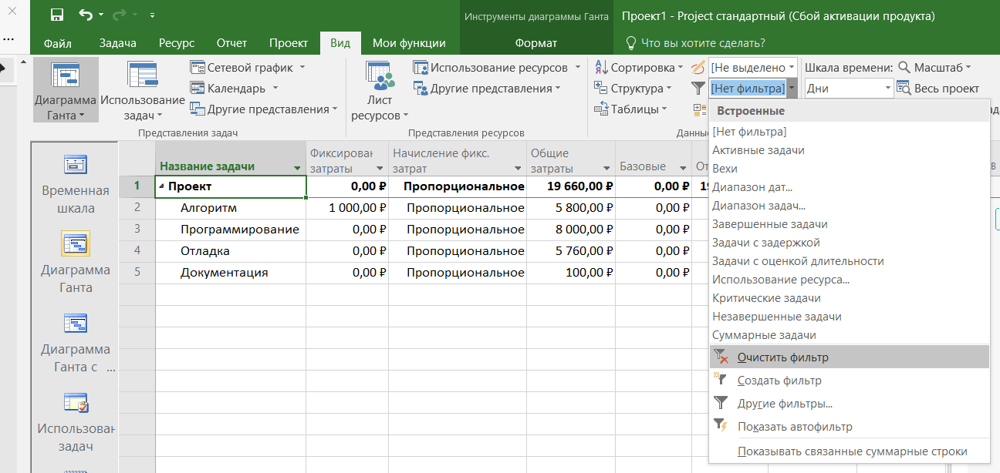 Инструменты диаграммы Ганта
Проект1 - Project стандартный (Сбой активации продукта)
Файл Задача Ресурс Отчет Проект Вид Мои функции Формат Что вы хотите сделать?
Диаграмма
Ганта
Использование
задач
Сетевой график
Календарь
Другие представления
Представления задач
Лист
ресурсов
Использование ресурсов
Другие представления
Представления ресурсов
Сортировка
Структура
Таблицы
[Не выделено
[Нет фильтра]
Шкала времени:
Дни
Масштаб
Весь проект
Встроенные
[Нет фильтра]
Активные задачи
Вехи
Диапазон дат...
Диапазон задач...
Завершенные задачи
Задачи с задержкой
Задачи с оценкой длительности
Использование ресурса...
Критические задачи
Незавершенные задачи
Суммарные задачи
Очистить фильтр
Создать фильтр
Другие фильтры...
Показать автофильтр
Показывать связанные суммарные строки
Временная
шкала
Диаграмма
Ганта
Диаграмма
Ганта с ...
Использован
задач
Название задачи
Фиксирован
затраты
Начисление фикс.
затрат
Общие
затраты
Базовые
1 Проект 0,00 ₽ Пропорциональное 19 660,00 ₽ 0,00 ₽
2 Алгоритм 1 000,00 ₽ Пропорциональное 5 800,00 ₽ 0,00 ₽
3 Программирование 0,00 ₽ Пропорциональное 8 000,00 ₽ 0,00 ₽
4 Отладка 0,00 ₽ Пропорциональное 5 760,00 ₽ 0,00 ₽
5 Документация 0,00 ₽ Пропорциональное 100,00 ₽ 0,00 ₽